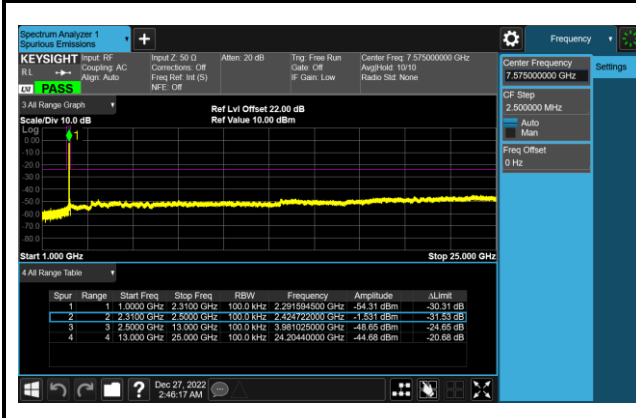 Spectrum Analyzer 1
Spurious Emissions
Frequency
KEYSIGHT Input: RF Input Z: 50 Ω Atten: 20 dB Trig: Free Run Center Freq: 7.575000000 GHz
RL Coupling: AC Corrections: Off Gate: Off Avg|Hold: 10/10
Align: Auto Freq Ref: Int (S) IF Gain: Low Radio Std: None
LXI PASS NFE: Off
Center Frequency
7.575000000 GHz
Settings
CF Step
2.500000 MHz
Auto
Man
Freq Offset
0 Hz
3 All Range Graph
Ref Lvl Offset 22.00 dB
Scale/Div 10.0 dB Ref Value 10.00 dBm
Log
1
0.00
-10.0
-20.0
-30.0
-40.0
-50.0
-60.0
-70.0
-80.0
Start 1.000 GHz Stop 25.000 GHz
4 All Range Table
Spur Range Start Freq Stop Freq RBW Frequency Amplitude ΔLimit
1 1 1.0000 GHz 2.3100 GHz 100.0 kHz 2.291594500 GHz -54.31 dBm -30.31 dB
2 2 2.3100 GHz 2.5000 GHz 100.0 kHz 2.424722000 GHz -1.531 dBm -31.53 dB
3 3 2.5000 GHz 13.000 GHz 100.0 kHz 3.981025000 GHz -48.65 dBm -24.65 dB
4 4 13.000 GHz 25.000 GHz 100.0 kHz 24.20440000 GHz -44.68 dBm -20.68 dB
? Dec 27, 2022
2:46:17 AM